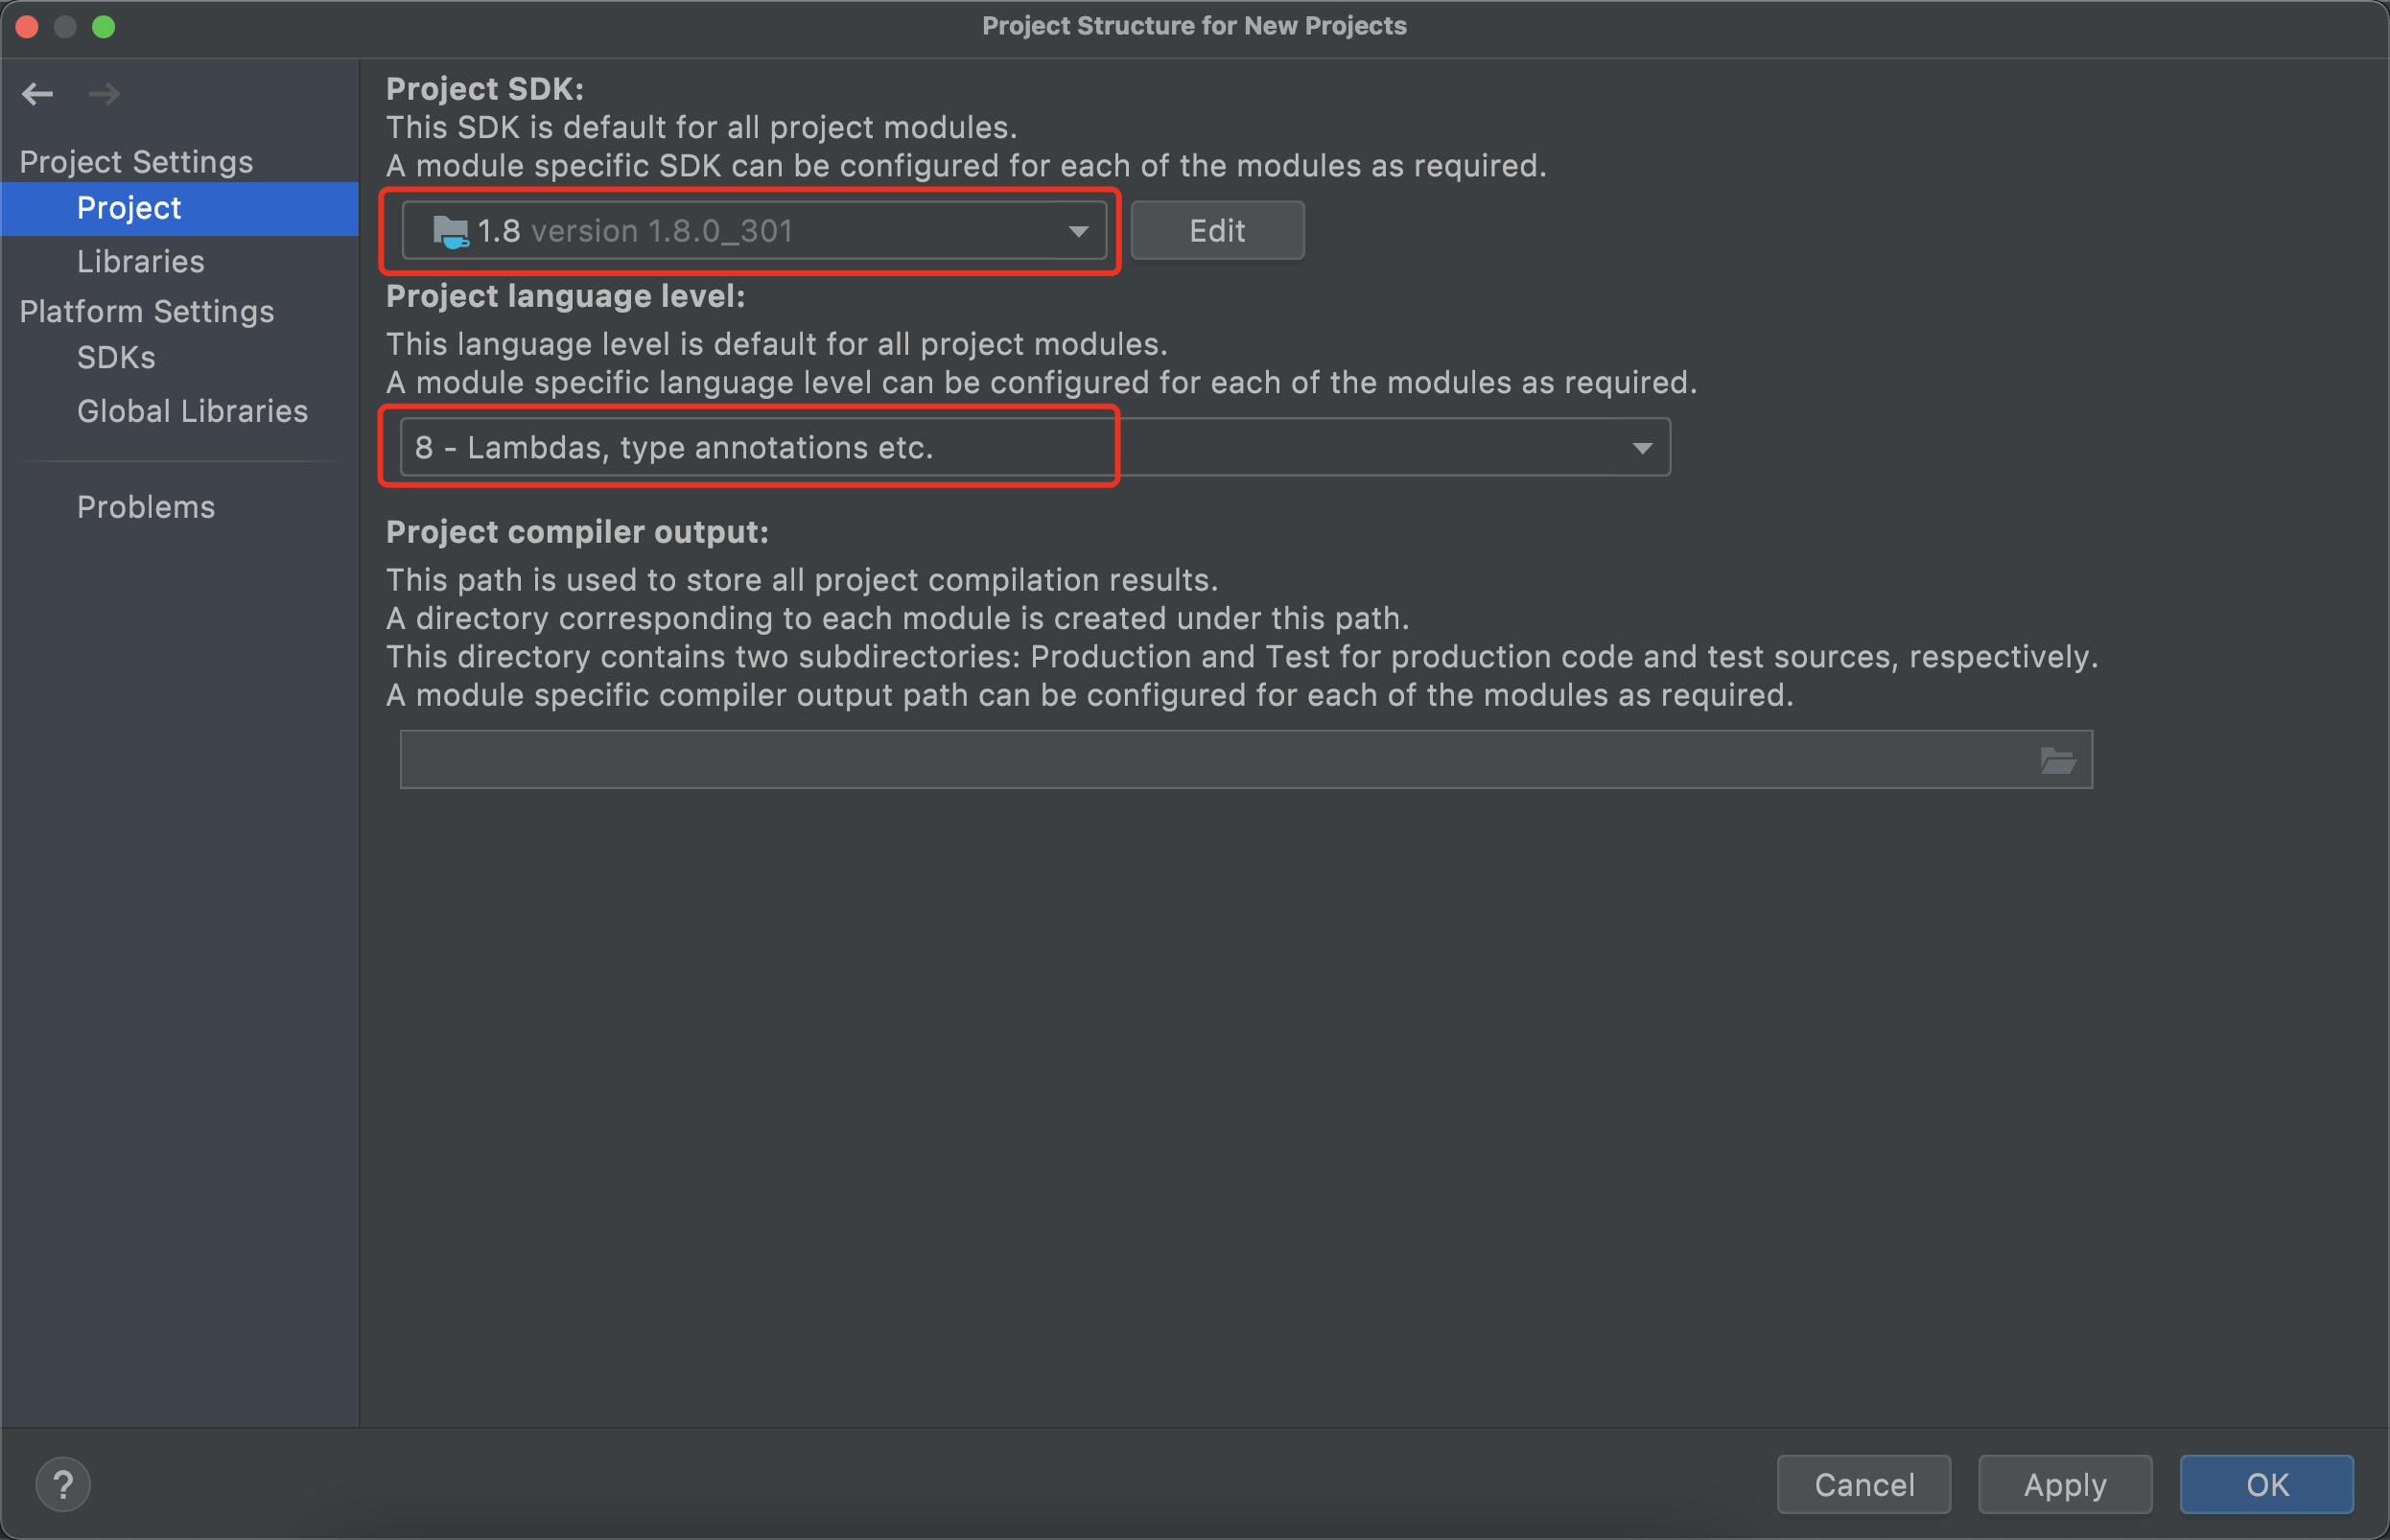 Project Structure for New Projects
Project Settings
Project
Libraries
Platform Settings
SDKs
Global Libraries
Problems
Project SDK:
This SDK is default for all project modules.
A module specific SDK can be configured for each of the modules as required.
1.8 version 1.8.0_301
Edit
Project language level:
This language level is default for all project modules.
A module specific language level can be configured for each of the modules as required.
8 - Lambdas, type annotations etc.
Project compiler output:
This path is used to store all project compilation results.
A directory corresponding to each module is created under this path.
This directory contains two subdirectories: Production and Test for production code and test sources, respectively.
A module specific compiler output path can be configured for each of the modules as required.
?
Cancel
Apply
OK